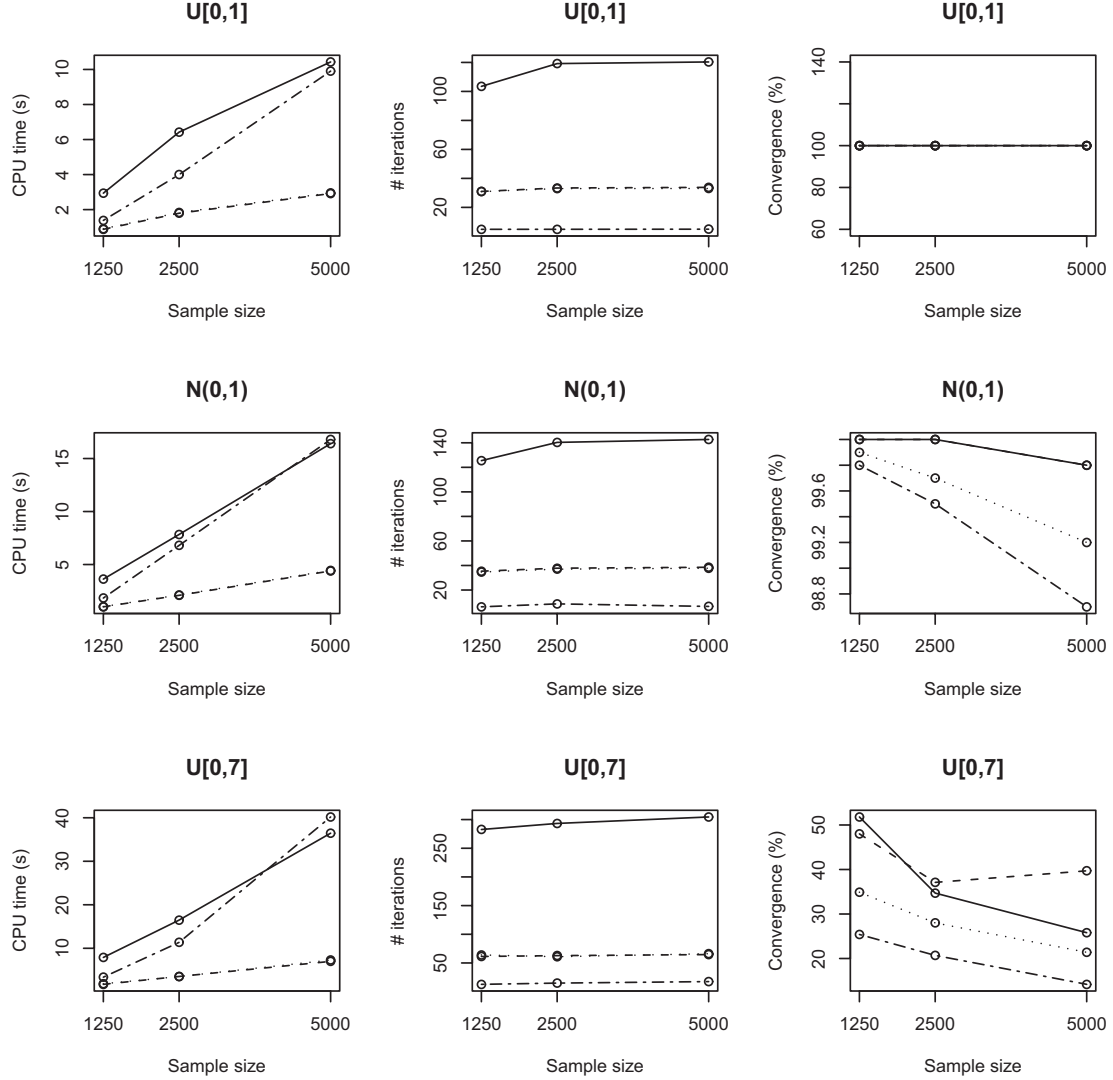 U[0,1]
CPU time (s)
10
8
6
4
2
1250 2500 5000
Sample size
U[0,1]
# iterations
100
60
20
1250 2500 5000
Sample size
U[0,1]
Convergence (%)
140
100
80
60
1250 2500 5000
Sample size
N(0,1)
CPU time (s)
15
10
5
1250 2500 5000
Sample size
N(0,1)
# iterations
140
100
60
20
1250 2500 5000
Sample size
N(0,1)
Convergence (%)
99.6
99.2
98.8
1250 2500 5000
Sample size
U[0,7]
CPU time (s)
40
30
20
10
1250 2500 5000
Sample size
U[0,7]
# iterations
250
150
50
1250 2500 5000
Sample size
U[0,7]
Convergence (%)
50
40
30
20
1250 2500 5000
Sample size